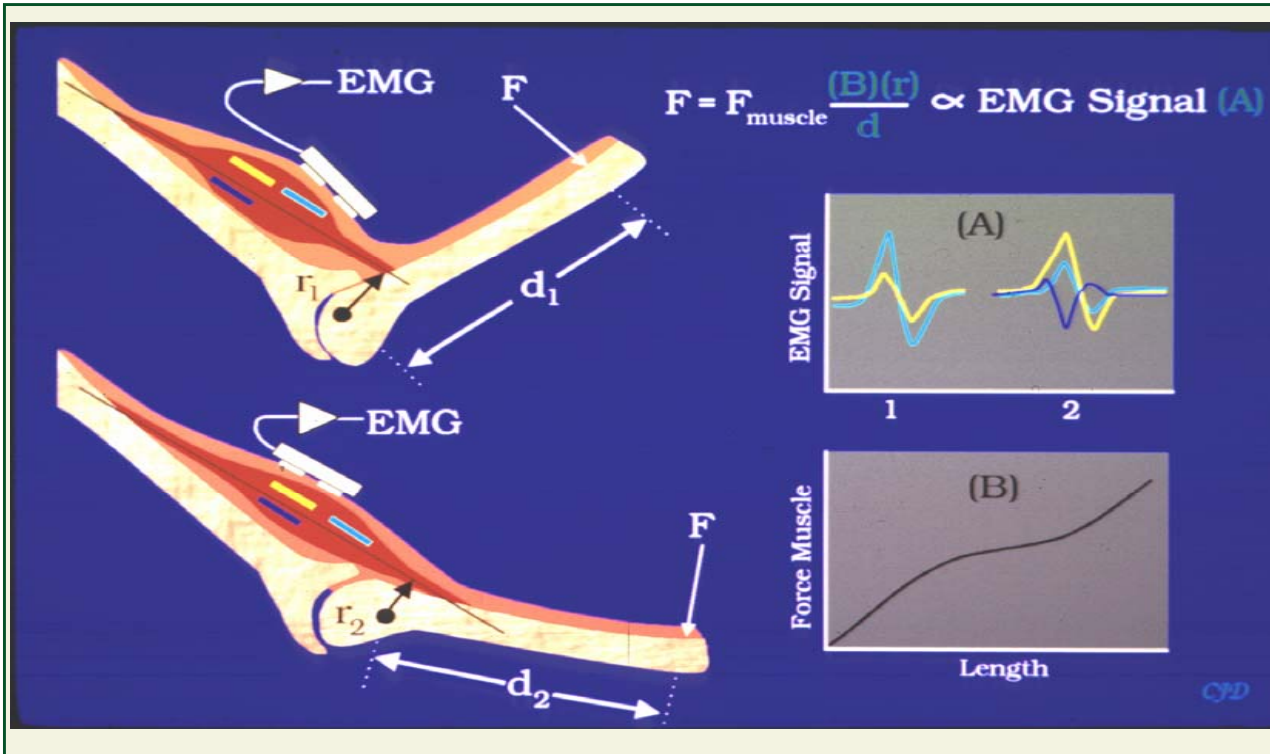 EMG
F
r₁
d₁
EMG
F
r₂
d₂
F = F_muscle (B)(r) / d ∝ EMG Signal (A)
(A)
EMG Signal
1 2
(B)
Force Muscle
Length
CJD